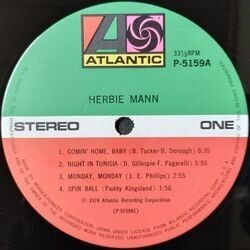 ATLANTIC
33⅓RPM
P-5159A
HERBIE MANN
STEREO
ONE
1. COMIN' HOME, BABY (B. Tucker-B. Dorough) 8:35
2. NIGHT IN TUNISIA (D. Gillespie-F. Paparelli) 5:55
3. MONDAY, MONDAY (J. E. Phillips) 5:55
4. SPIN BALL (Paddy Kingsland) 1:56
Ⓟ 1974 Atlantic Recording Corporation
(P-5159A1)